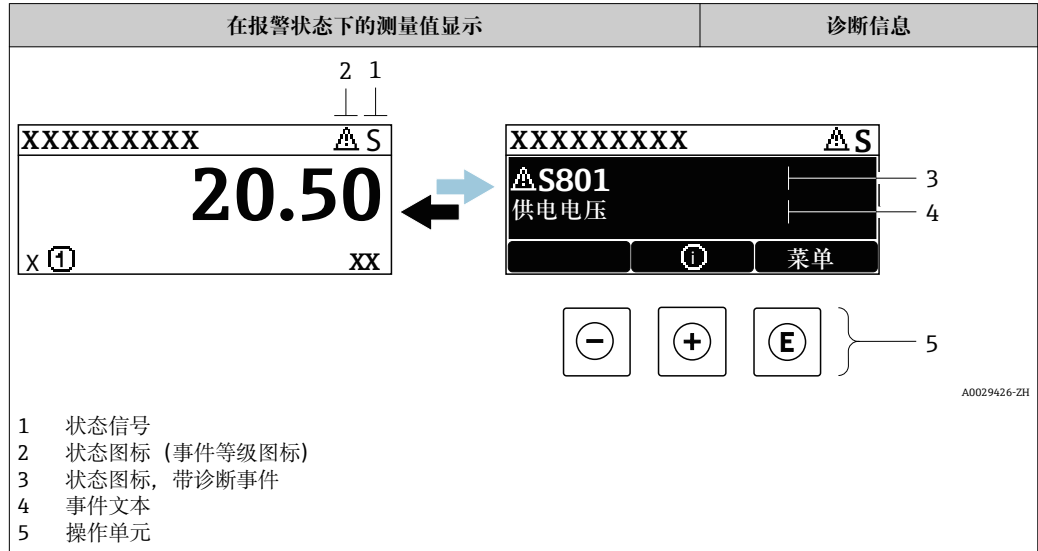 在报警状态下的测量值显示 诊断信息
2 1
XXXXXXXXX ⚠ S
20.50
X ① XX
XXXXXXXXX ⚠ S
⚠S801
供电电压
ⓘ 菜单
3
4
- + E
5
A0029426-ZH
1 状态信号
2 状态图标（事件等级图标）
3 状态图标，带诊断事件
4 事件文本
5 操作单元